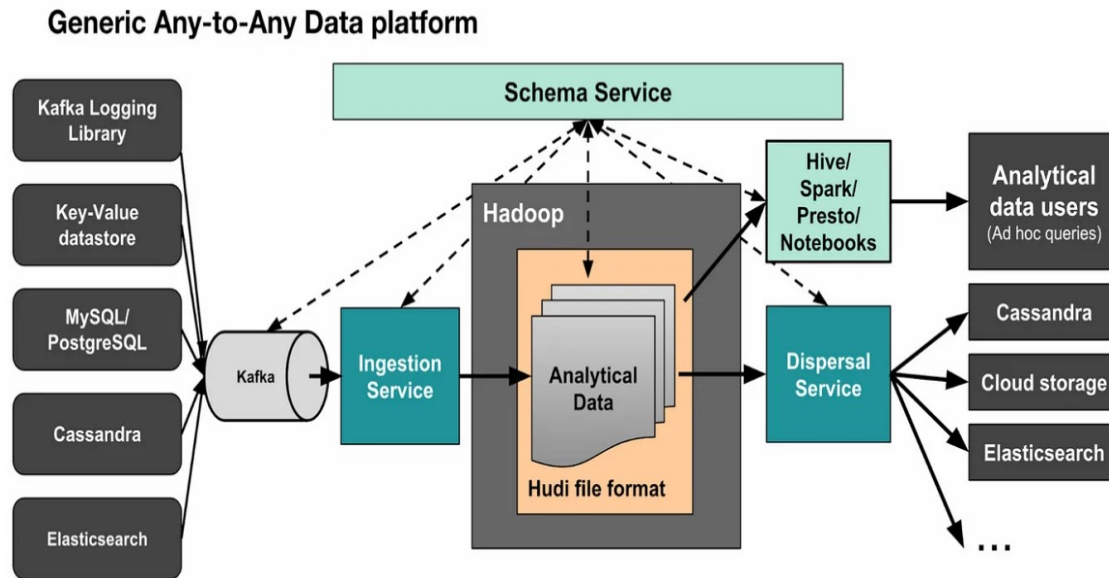 Generic Any-to-Any Data platform
Schema Service
Kafka Logging
Library
Key-Value
datastore
MySQL/
PostgreSQL
Cassandra
Elasticsearch
Kafka
Ingestion
Service
Hadoop
Analytical
Data
Hudi file format
Hive/
Spark/
Presto/
Notebooks
Dispersal
Service
Analytical
data users
(Ad hoc queries)
Cassandra
Cloud storage
Elasticsearch
...